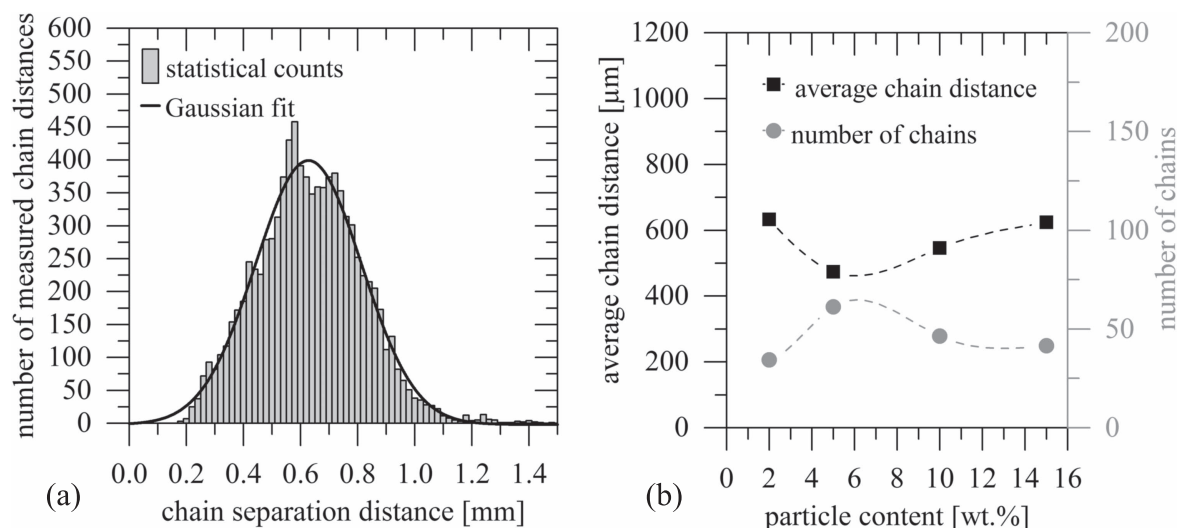 600
550
500
450
400
350
300
250
200
150
100
50
0
number of measured chain distances
statistical counts
Gaussian fit
0.0 0.2 0.4 0.6 0.8 1.0 1.2 1.4
chain separation distance [mm]
(a)
1200
1000
800
600
400
200
0
average chain distance [µm]
average chain distance
number of chains
200
150
100
50
0
number of chains
0 2 4 6 8 10 12 14 16
particle content [wt.%]
(b)